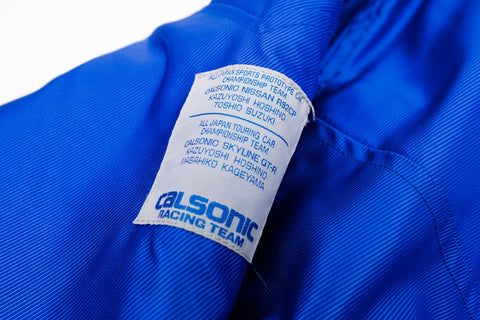 ALL JAPAN SPORTS PROTOTYPE CAR
CHAMPIONSHIP TEAM.
CALSONIC NISSAN R92CP
KAZUYOSHI HOSHINO
TOSHIO SUZUKI
ALL JAPAN TOURING CAR
CHAMPIONSHIP TEAM.
CALSONIC SKYLINE GT-R
KAZUYOSHI HOSHINO
MASAHIKO KAGEYAMA
CALSONIC
RACING TEAM